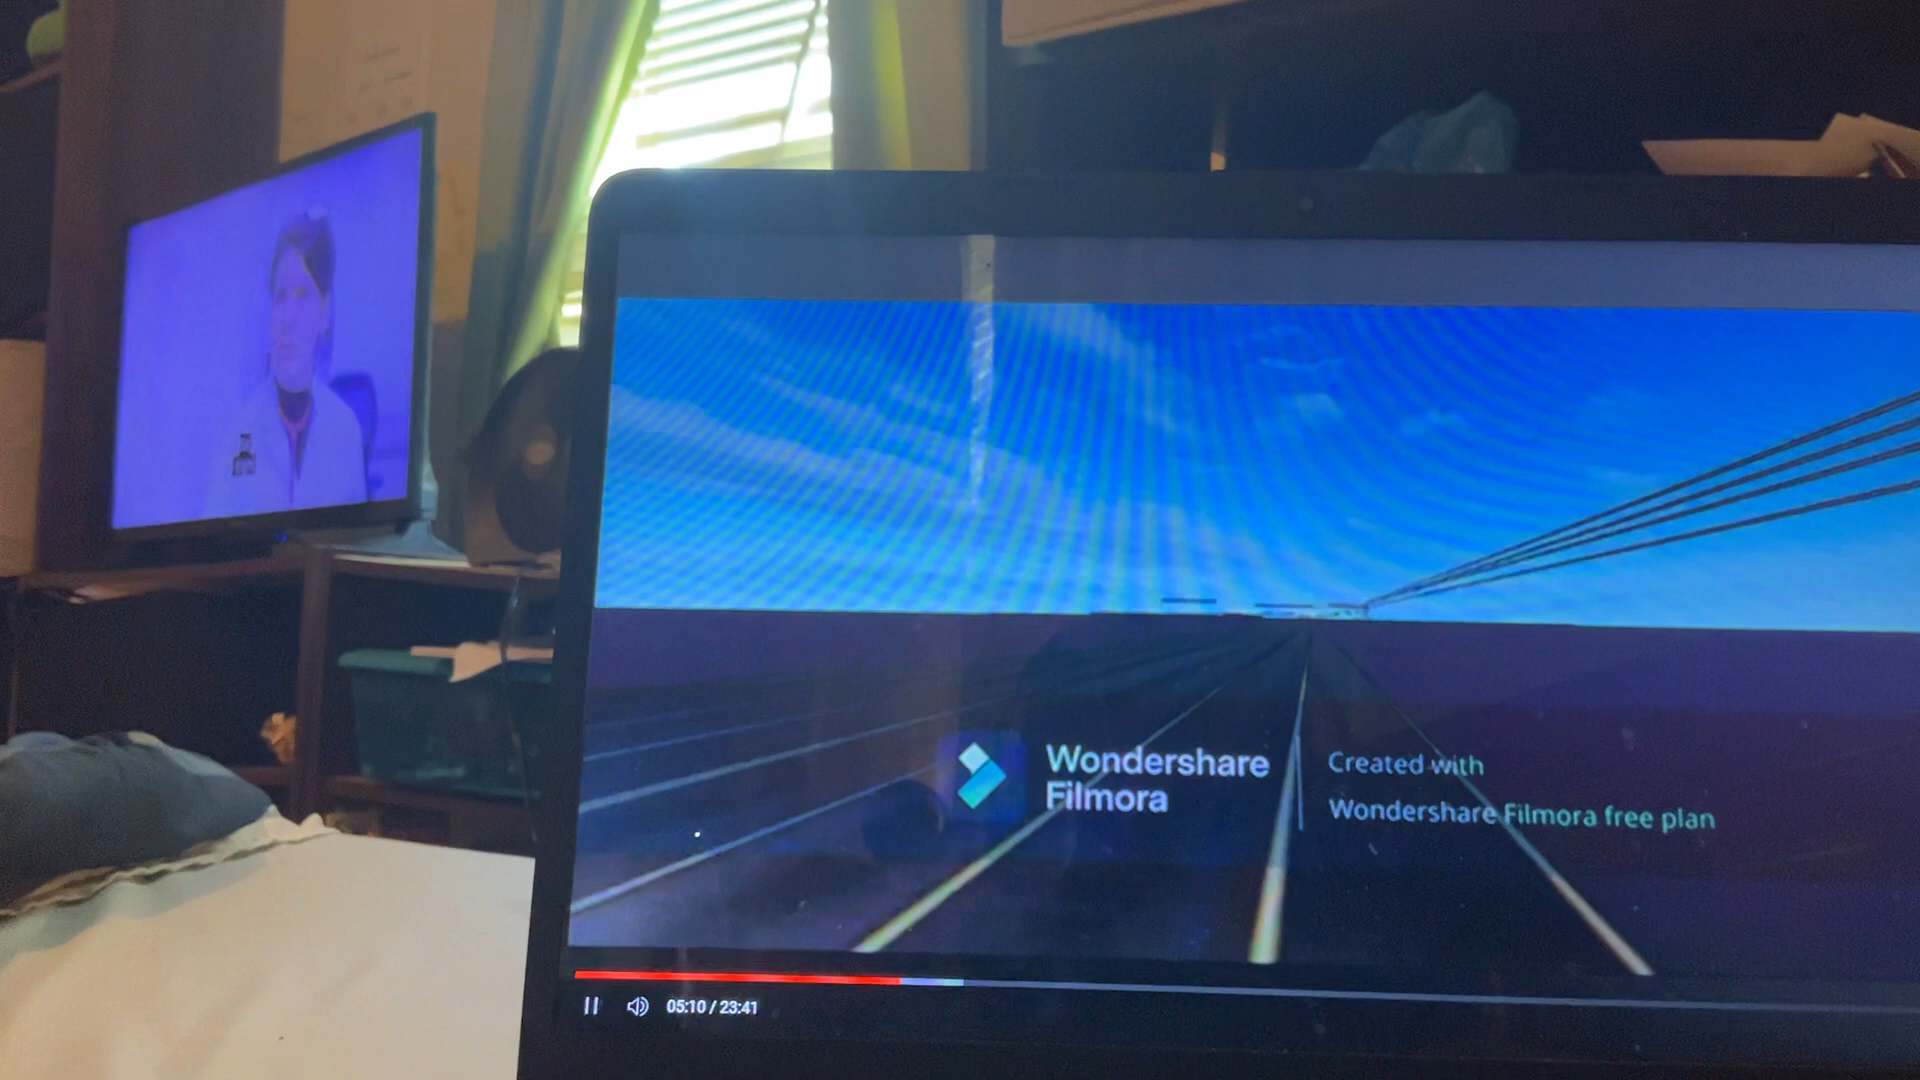 Wondershare
Filmora
Created with
Wondershare Filmora free plan
05:10 / 23:41